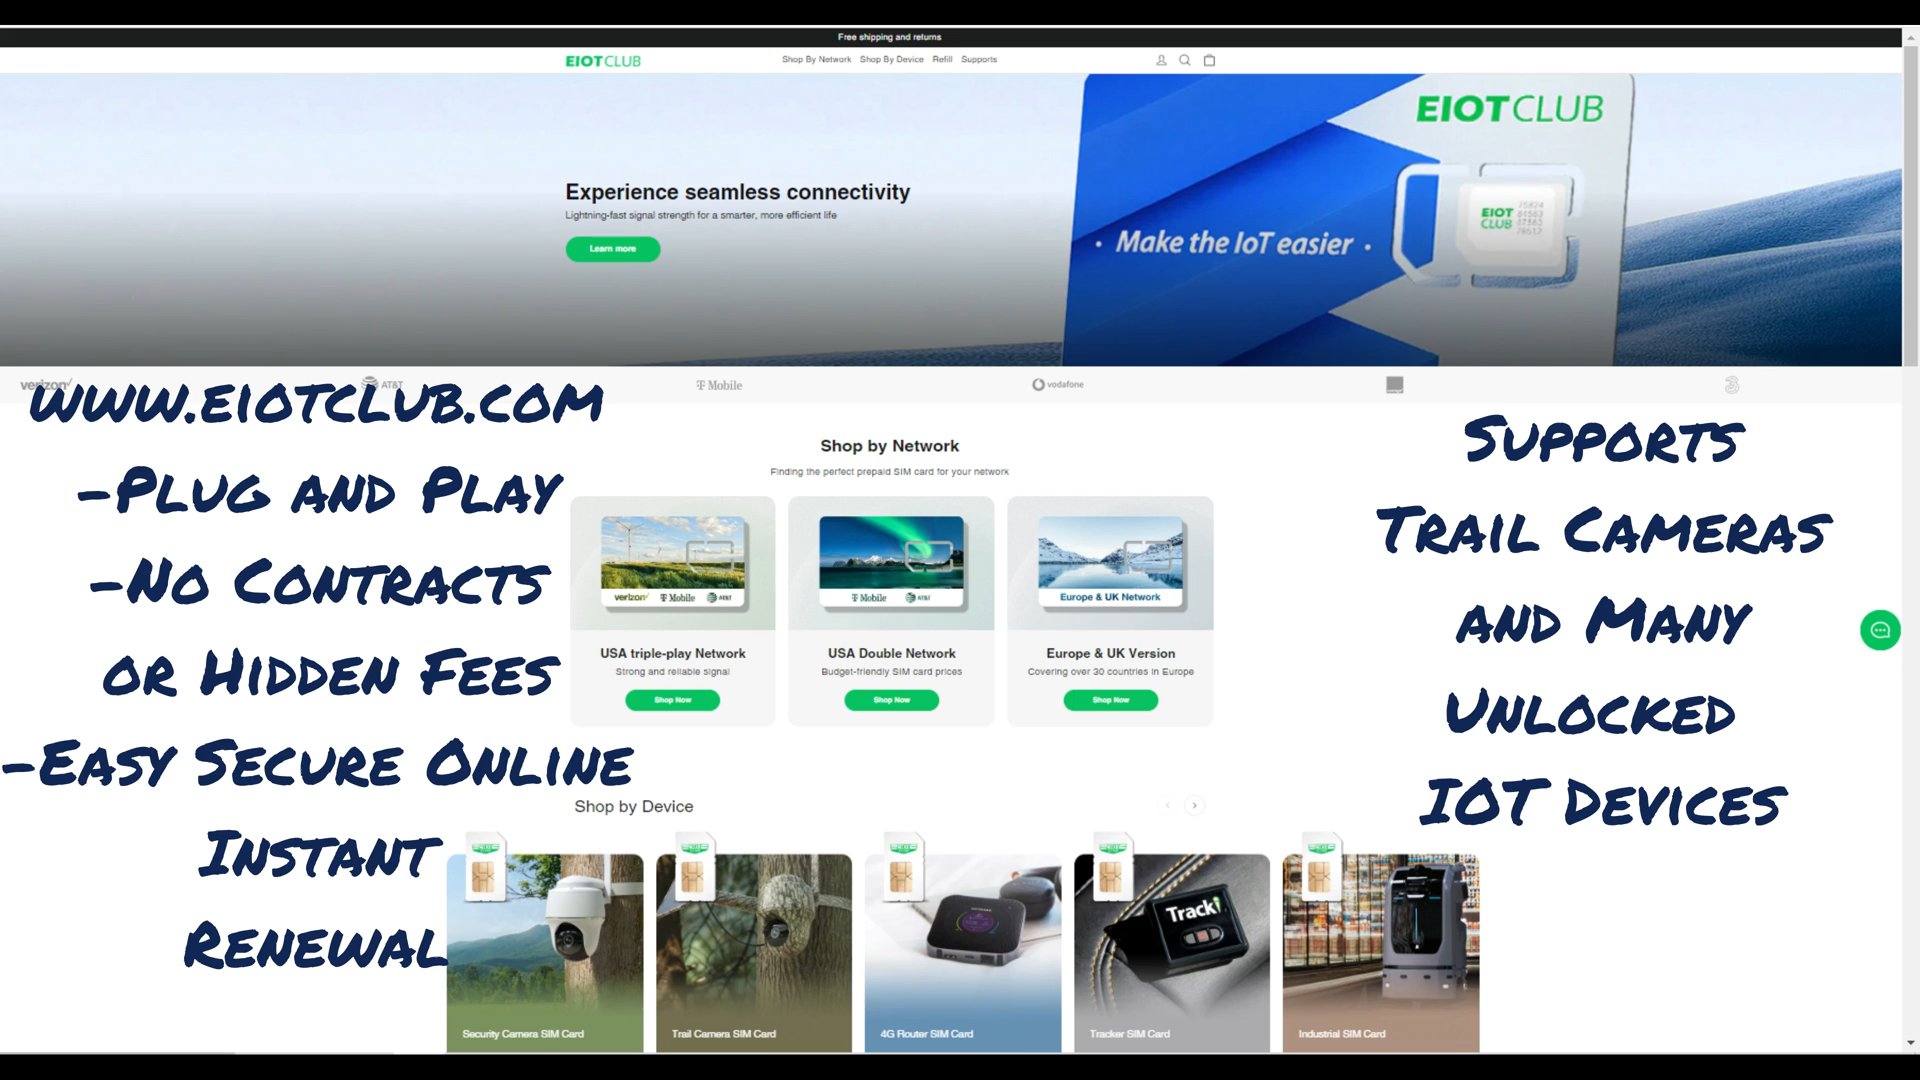 Free shipping and returns
EIOTCLUB
Shop By Network Shop By Device Refill Supports
EIOTCLUB
Experience seamless connectivity
Lightning-fast signal strength for a smarter, more efficient life
Learn more
· Make the IoT easier ·
EIOT
CLUB
verizon
AT&T
T Mobile
vodafone
3
www.eiotclub.com
-Plug and Play
-No Contracts
or Hidden Fees
-Easy Secure Online
Instant
Renewal
Shop by Network
Finding the perfect prepaid SIM card for your network
verizon T Mobile AT&T
T Mobile AT&T
Europe & UK Network
USA triple-play Network
Strong and reliable signal
Shop Now
USA Double Network
Budget-friendly SIM card prices
Shop Now
Europe & UK Version
Covering over 30 countries in Europe
Shop Now
Supports
Trail Cameras
and Many
Unlocked
IOT Devices
Shop by Device
Tracki
Security Camera SIM Card
Trail Camera SIM Card
4G Router SIM Card
Tracker SIM Card
Industrial SIM Card